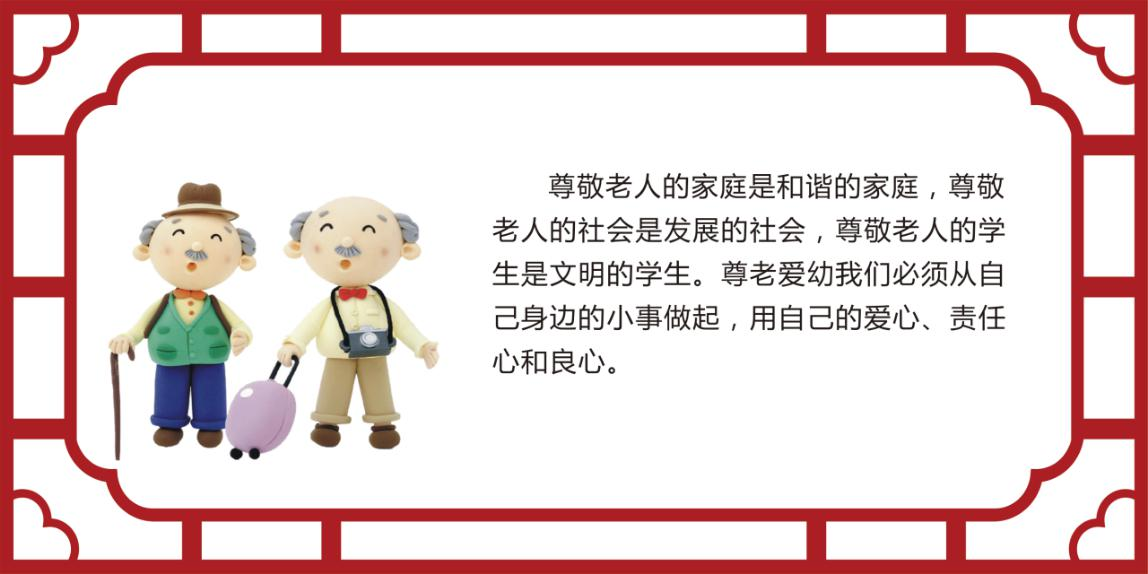 尊敬老人的家庭是和谐的家庭，尊敬
老人的社会是发展的社会，尊敬老人的学
生是文明的学生。尊老爱幼我们必须从自
己身边的小事做起，用自己的爱心、责任
心和良心。